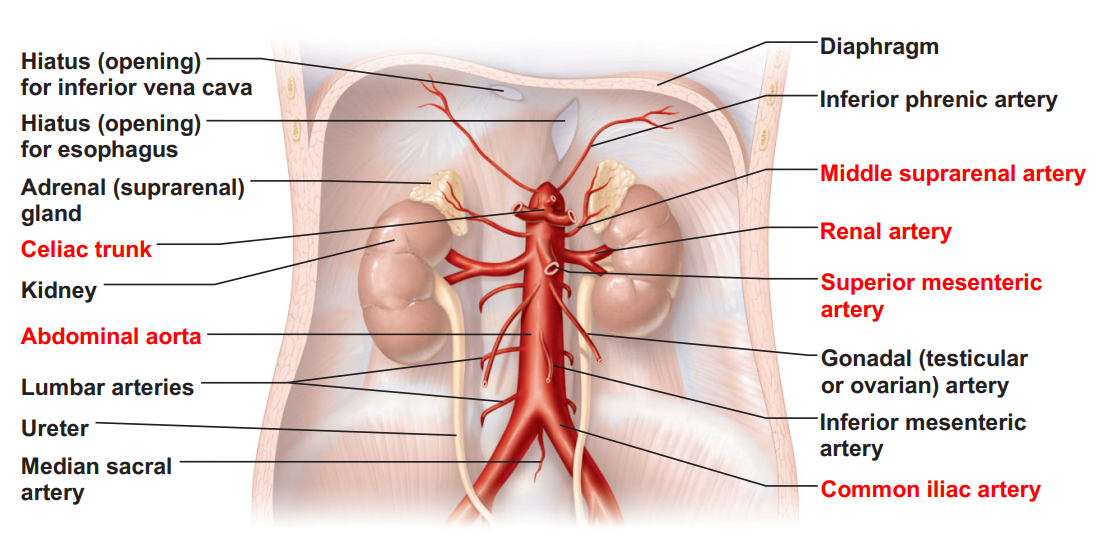 Hiatus (opening)
for inferior vena cava
Hiatus (opening)
for esophagus
Adrenal (suprarenal)
gland
Celiac trunk
Kidney
Abdominal aorta
Lumbar arteries
Ureter
Median sacral
artery
Diaphragm
Inferior phrenic artery
Middle suprarenal artery
Renal artery
Superior mesenteric
artery
Gonadal (testicular
or ovarian) artery
Inferior mesenteric
artery
Common iliac artery